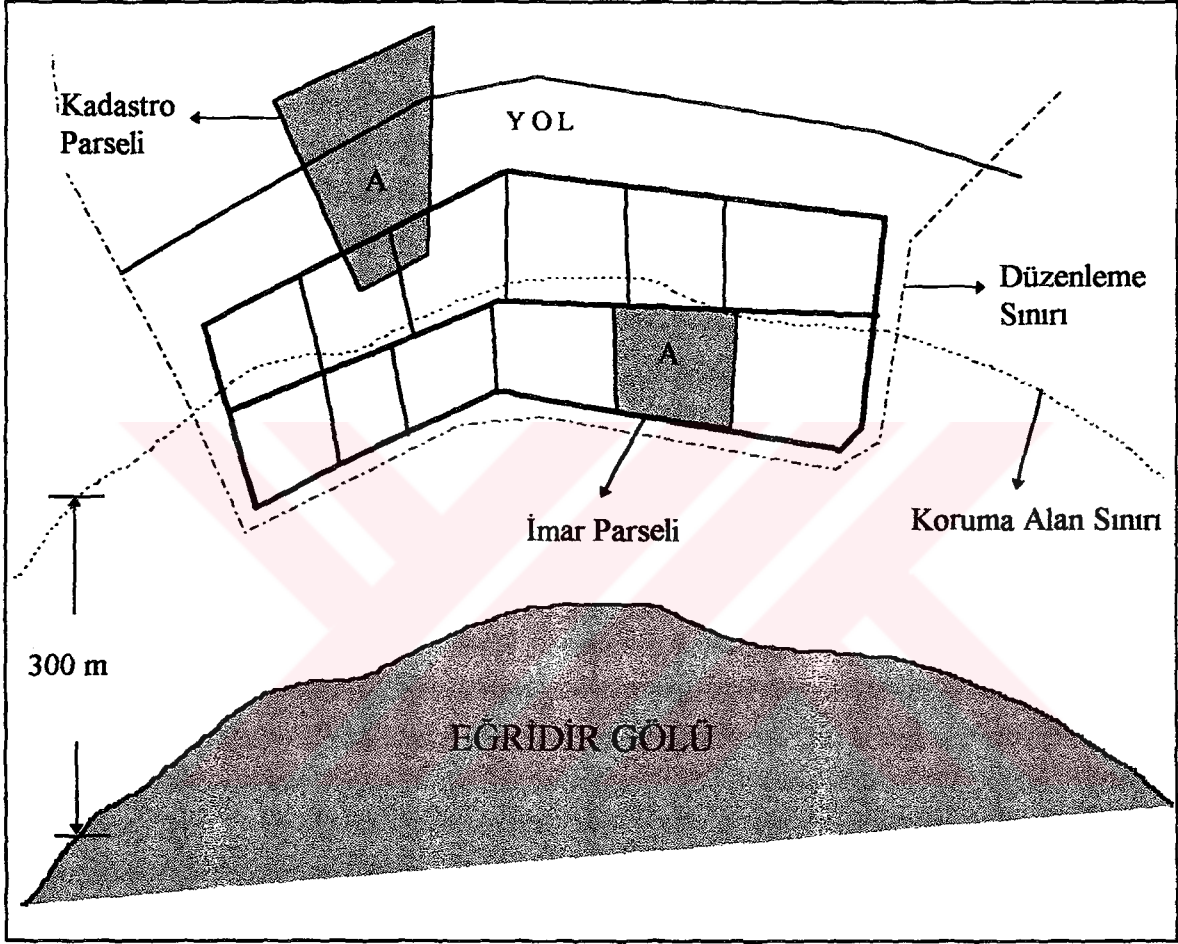 Kadastro
Parseli
YOL
A
Düzenleme
Sınırı
A
İmar Parseli
Koruma Alan Sınırı
300 m
EĞRİDİR GÖLÜ